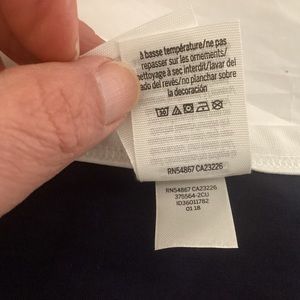 à basse température/ne pas
repasser sur les ornements/
nettoyage à sec interdit/lavar del
lado del revés/no planchar sobre
la decoración
RN54867 CA23226
RN54867 CA23226
375564-2CU
ID36011782
01 18